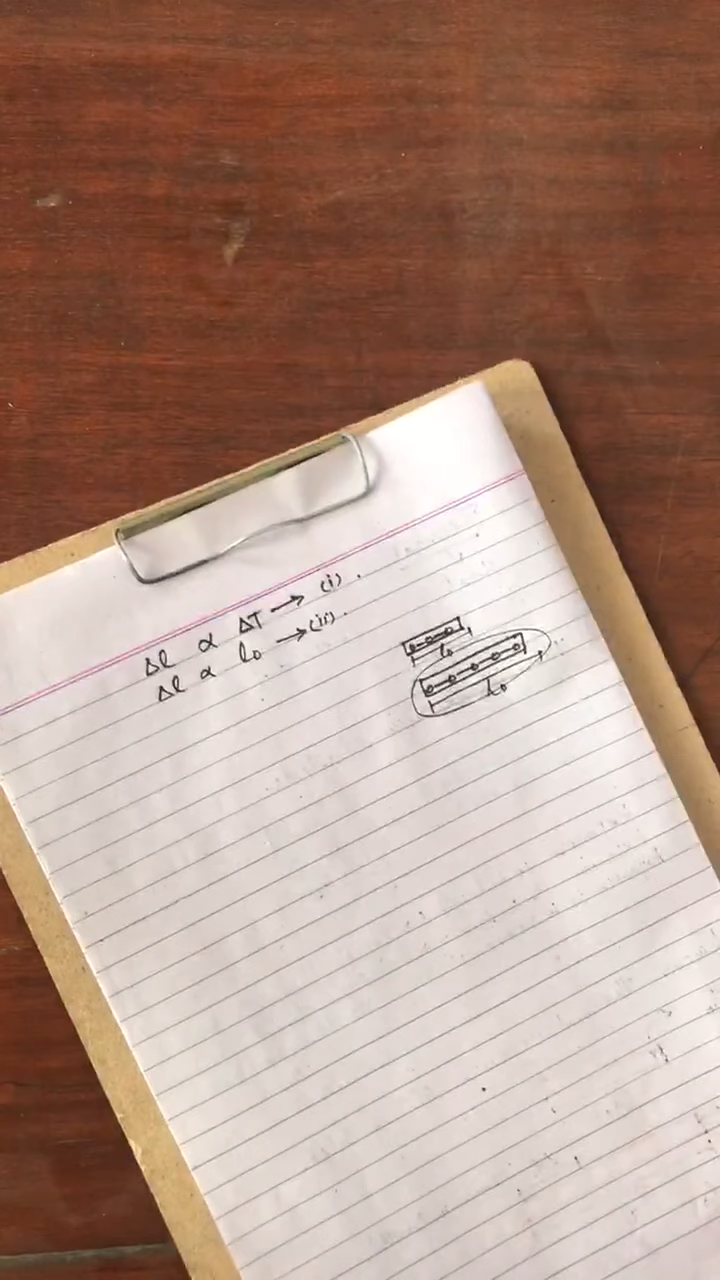 Δl ∝ ΔT → (i).
Δl ∝ l₀ → (ii).
l₀
l₀